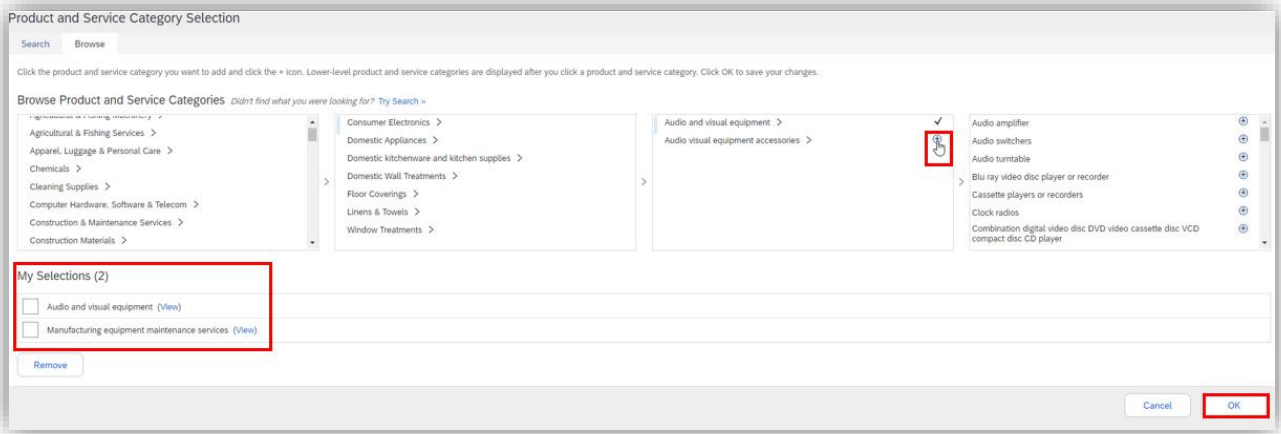 Product and Service Category Selection
Search Browse
Click the product and service category you want to add and click the + icon. Lower-level product and service categories are displayed after you click a product and service category. Click OK to save your changes.
Browse Product and Service Categories Didn't find what you were looking for? Try Search »
Agricultural & Fishing Machinery >
Agricultural & Fishing Services >
Apparel, Luggage & Personal Care >
Chemicals >
Cleaning Supplies >
Computer Hardware, Software & Telecom >
Construction & Maintenance Services >
Construction Materials >
Consumer Electronics >
Domestic Appliances >
Domestic kitchenware and kitchen supplies >
Domestic Wall Treatments >
Floor Coverings >
Linens & Towels >
Window Treatments >
Audio and visual equipment >
Audio visual equipment accessories >
Audio amplifier
Audio switchers
Audio turntable
Blu ray video disc player or recorder
Cassette players or recorders
Clock radios
Combination digital video disc DVD video cassette disc VCD
compact disc CD player
My Selections (2)
Audio and visual equipment (View)
Manufacturing equipment maintenance services (View)
Remove
Cancel OK